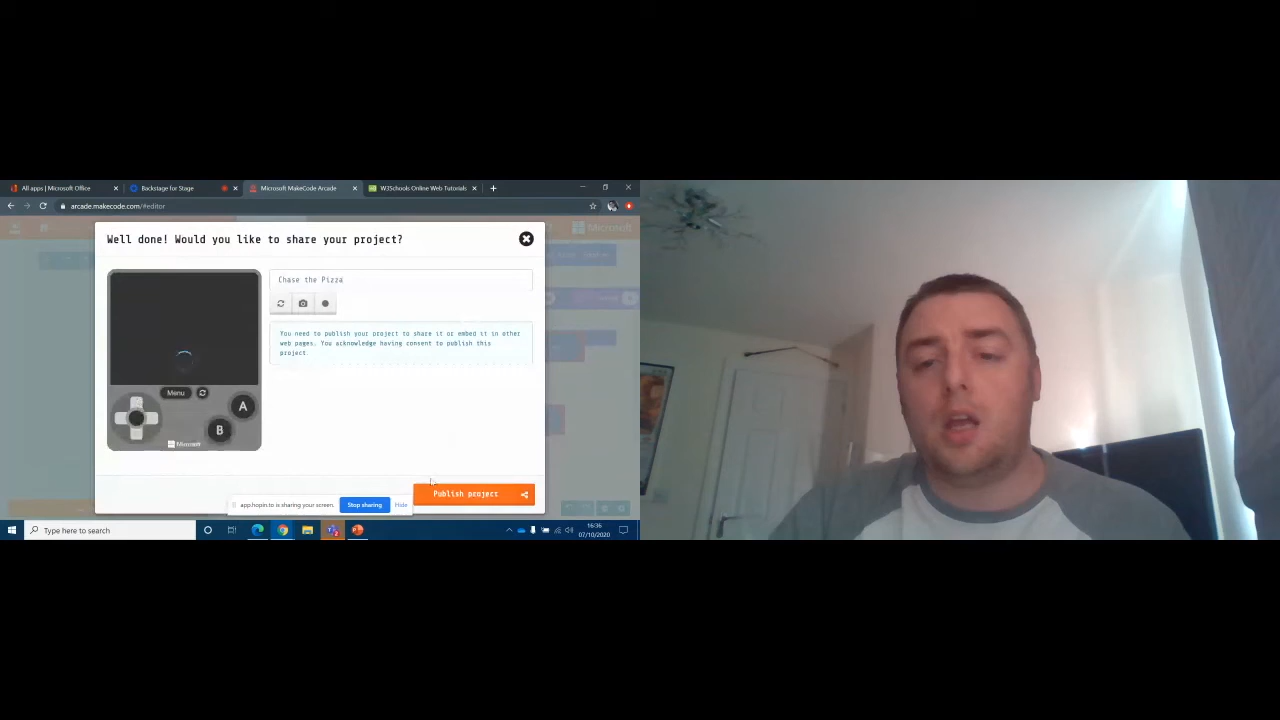 All apps | Microsoft Office
Backstage for Stage
Microsoft MakeCode Arcade
W3Schools Online Web Tutorials
arcade.makecode.com/#editor
Microsoft
Well done! Would you like to share your project?
Chase the Pizza
You need to publish your project to share it or embed it in other
web pages. You acknowledge having consent to publish this
project.
Menu
A
B
Microsoft
Publish project
app.hopin.to is sharing your screen.
Stop sharing
Hide
Type here to search
16:36
07/10/2020